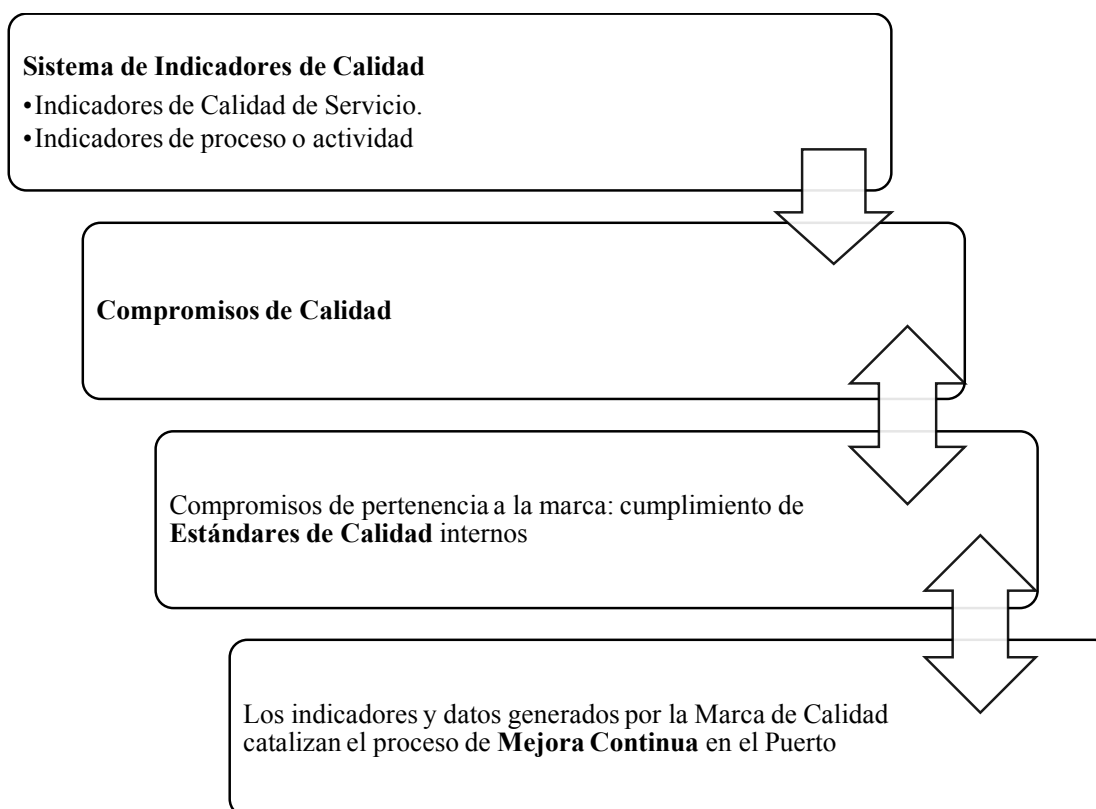 Sistema de Indicadores de Calidad
•Indicadores de Calidad de Servicio.
•Indicadores de proceso o actividad
Compromisos de Calidad
Compromisos de pertenencia a la marca: cumplimiento de
Estándares de Calidad internos
Los indicadores y datos generados por la Marca de Calidad
catalizan el proceso de Mejora Continua en el Puerto